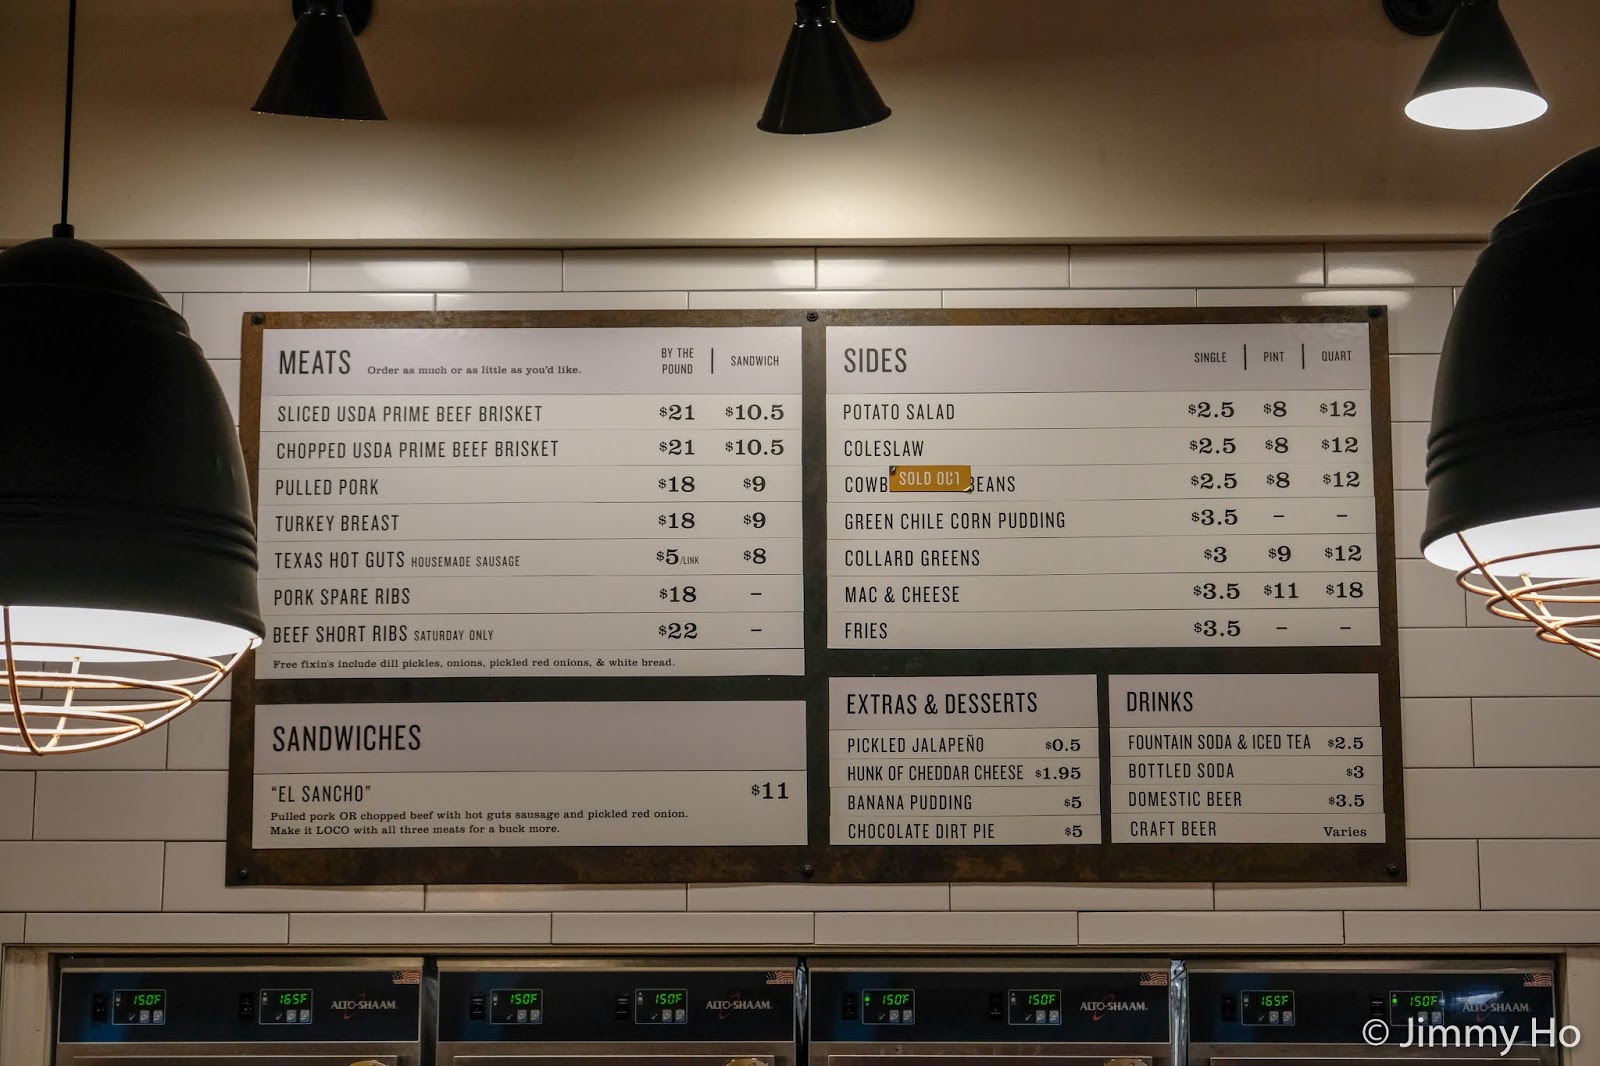 MEATS Order as much or as little as you'd like. BY THE POUND | SANDWICH
SLICED USDA PRIME BEEF BRISKET $21 $10.5
CHOPPED USDA PRIME BEEF BRISKET $21 $10.5
PULLED PORK $18 $9
TURKEY BREAST $18 $9
TEXAS HOT GUTS HOUSEMADE SAUSAGE $5/LINK $8
PORK SPARE RIBS $18 –
BEEF SHORT RIBS SATURDAY ONLY $22 –
Free fixin's include dill pickles, onions, pickled red onions, & white bread.
SANDWICHES
"EL SANCHO" $11
Pulled pork OR chopped beef with hot guts sausage and pickled red onion.
Make it LOCO with all three meats for a buck more.
SIDES SINGLE | PINT | QUART
POTATO SALAD $2.5 $8 $12
COLESLAW $2.5 $8 $12
COWB SOLD OUT BEANS $2.5 $8 $12
GREEN CHILE CORN PUDDING $3.5 – –
COLLARD GREENS $3 $9 $12
MAC & CHEESE $3.5 $11 $18
FRIES $3.5 – –
EXTRAS & DESSERTS
PICKLED JALAPEÑO $0.5
HUNK OF CHEDDAR CHEESE $1.95
BANANA PUDDING $5
CHOCOLATE DIRT PIE $5
DRINKS
FOUNTAIN SODA & ICED TEA $2.5
BOTTLED SODA $3
DOMESTIC BEER $3.5
CRAFT BEER Varies
150F 165F ALTO-SHAAM
150F 150F ALTO-SHAAM
150F 150F ALTO-SHAAM
165F 150F ALTO-SHAAM
© Jimmy Ho